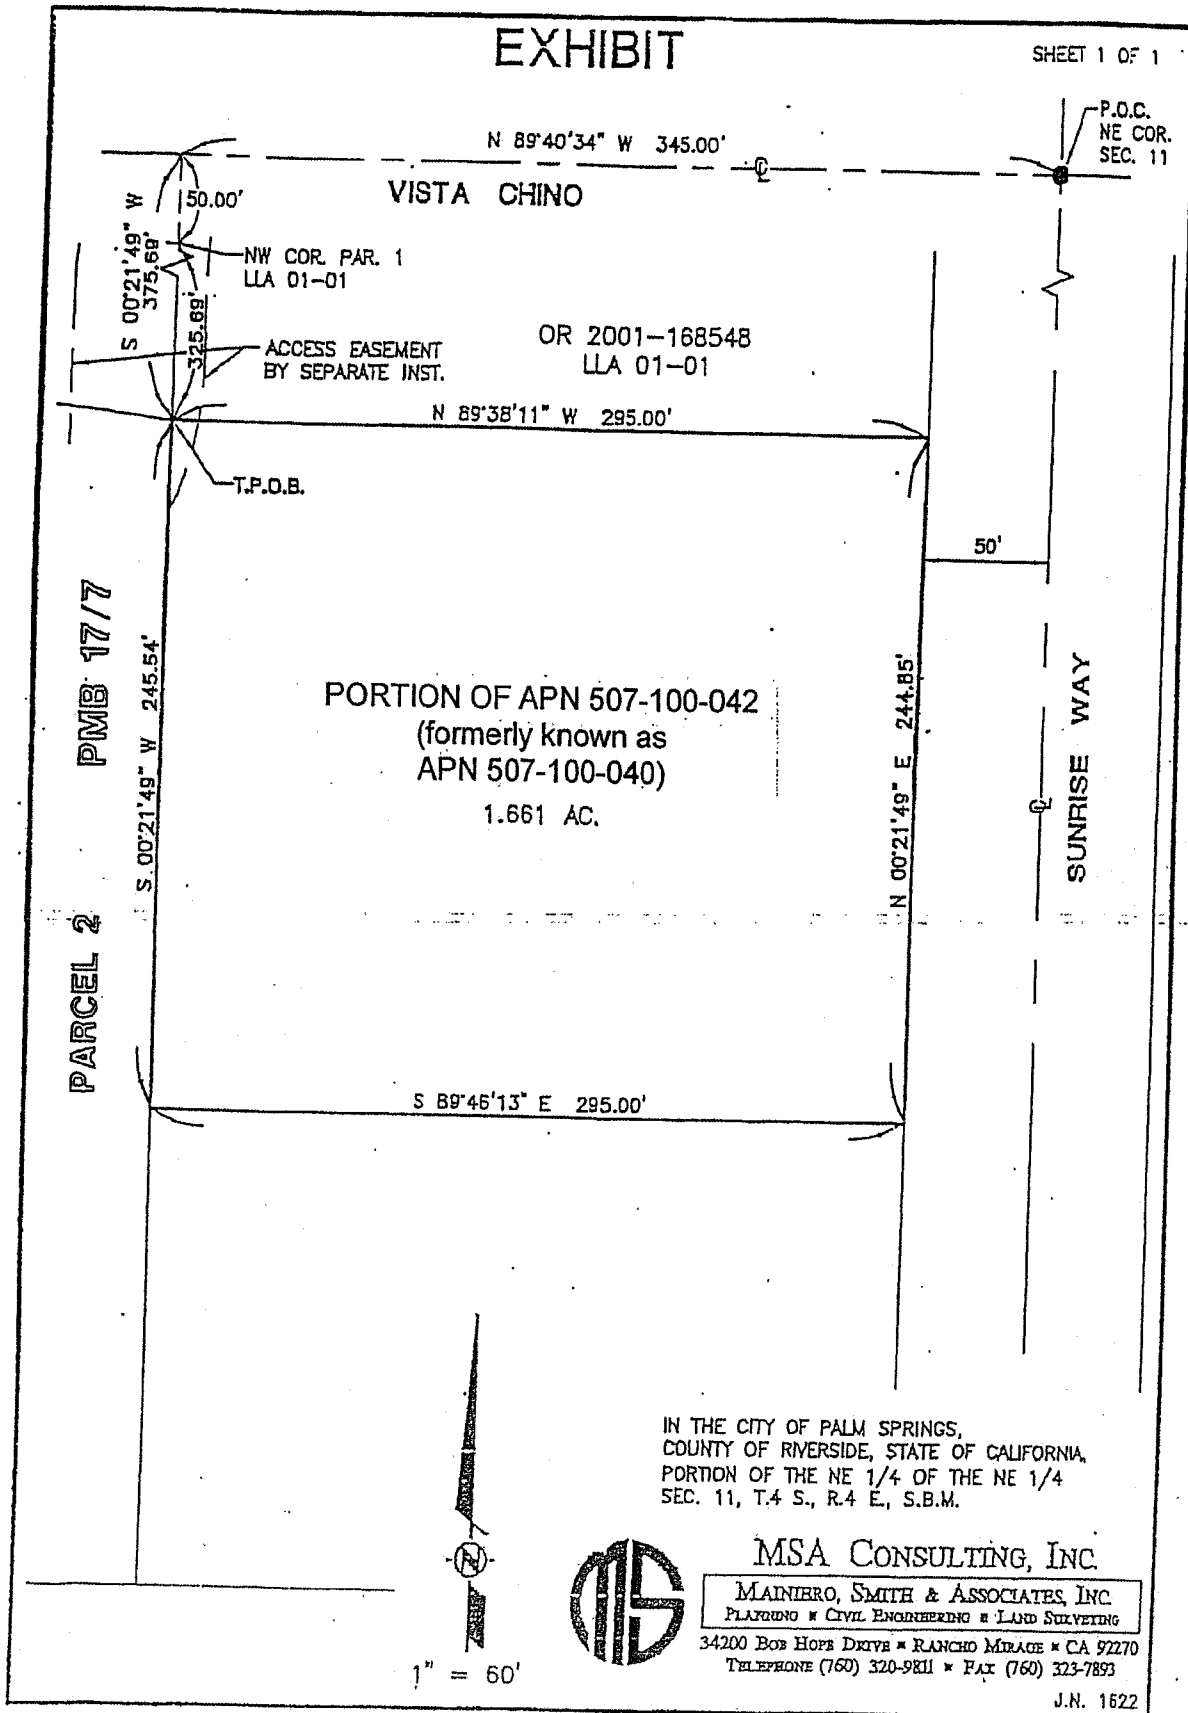 EXHIBIT
SHEET 1 OF 1
P.O.C.
NE COR.
SEC. 11
N 89°40'34" W 345.00'
℄
VISTA CHINO
50.00'
S 00°21'49" W
375.69'
NW COR. PAR. 1
LLA 01-01
325.69'
ACCESS EASEMENT
BY SEPARATE INST.
OR 2001-168548
LLA 01-01
N 89°38'11" W 295.00'
T.P.O.B.
50'
PARCEL 2 PMB 17/7
S 00°21'49" W 245.54'
PORTION OF APN 507-100-042
(formerly known as
APN 507-100-040)
1.661 AC.
N 00°21'49" E 244.85'
℄
SUNRISE WAY
S 89°46'13" E 295.00'
IN THE CITY OF PALM SPRINGS,
COUNTY OF RIVERSIDE, STATE OF CALIFORNIA,
PORTION OF THE NE 1/4 OF THE NE 1/4
SEC. 11, T.4 S., R.4 E., S.B.M.
N
1" = 60'
MSA CONSULTING, INC.
MAINIERO, SMITH & ASSOCIATES, INC.
PLANNING ■ CIVIL ENGINEERING ■ LAND SURVEYING
34200 BOB HOPE DRIVE ■ RANCHO MIRAGE ■ CA 92270
TELEPHONE (760) 320-9811 ■ FAX (760) 323-7893
J.N. 1622